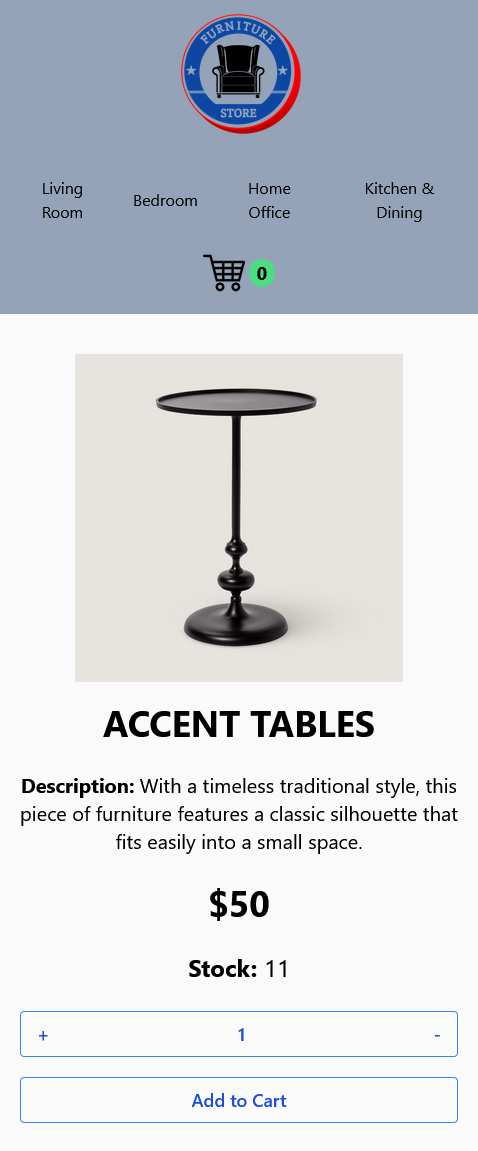 FURNITURE
STORE
Living
Room
Bedroom
Home
Office
Kitchen &
Dining
0
ACCENT TABLES
Description: With a timeless traditional style, this
piece of furniture features a classic silhouette that
fits easily into a small space.
$50
Stock: 11
+ 1 -
Add to Cart